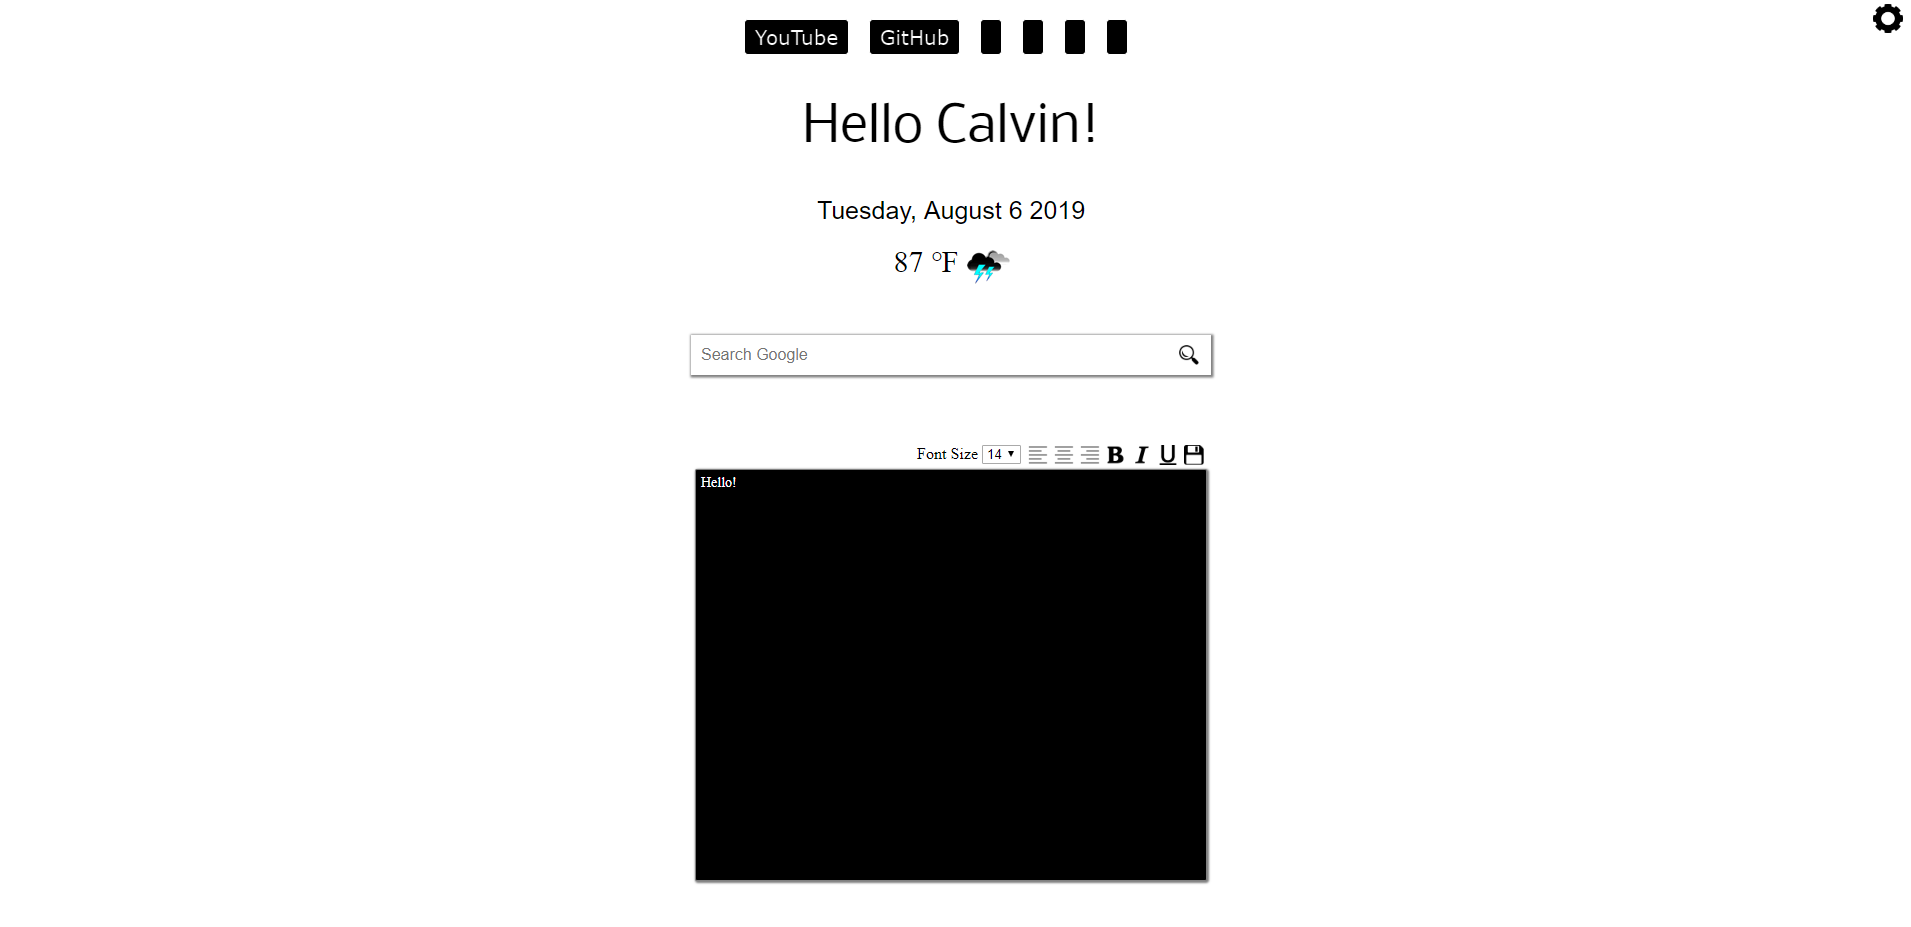 YouTube GitHub
Hello Calvin!
Tuesday, August 6 2019
87 °F
Search Google
Font Size 14 B I U
Hello!